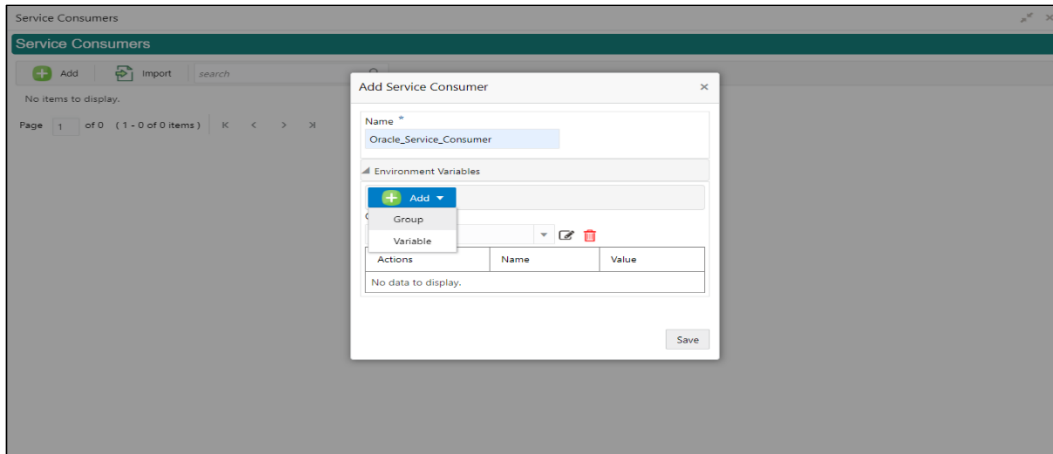 Service Consumers
Service Consumers
Add Import search
No items to display.
Page 1 of 0 (1 - 0 of 0 items)
Add Service Consumer
Name *
Oracle_Service_Consumer
Environment Variables
Add
Group
Variable
Actions Name Value
No data to display.
Save